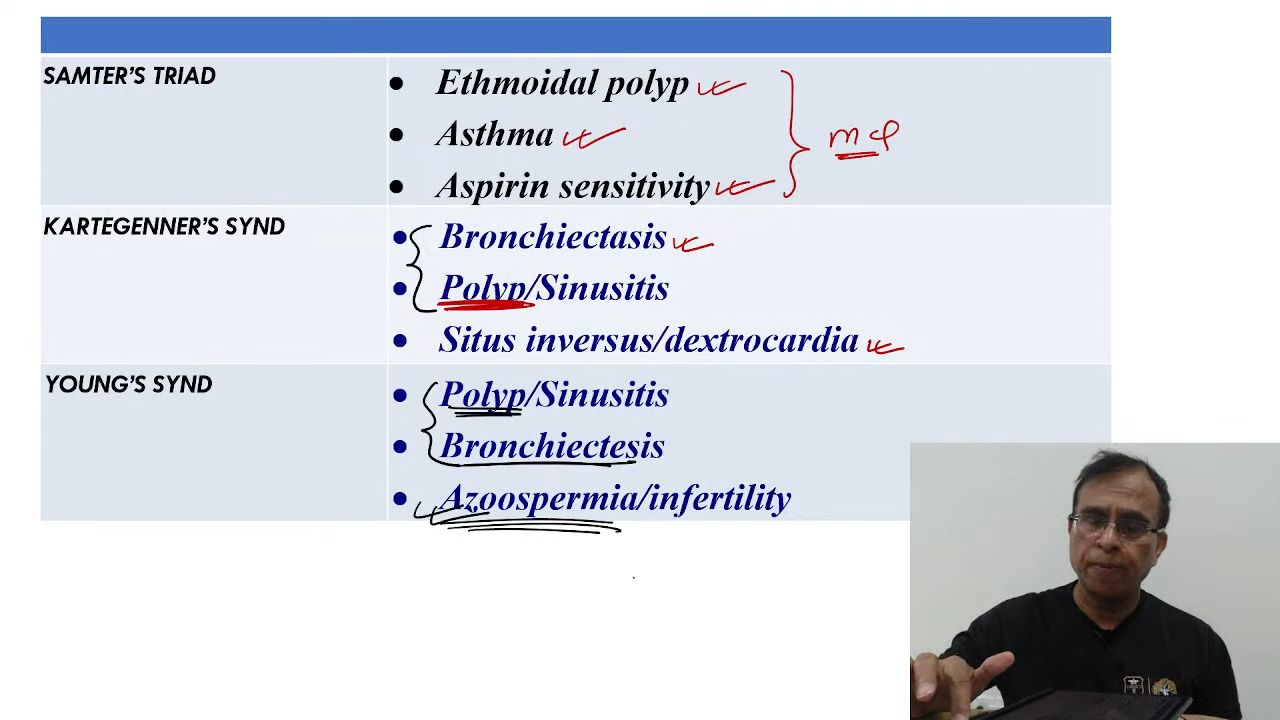 SAMTER'S TRIAD
• Ethmoidal polyp
• Asthma
• Aspirin sensitivity
KARTEGENNER'S SYND
• Bronchiectasis
• Polyp/Sinusitis
• Situs inversus/dextrocardia
YOUNG'S SYND
• Polyp/Sinusitis
• Bronchiectesis
• Azoospermia/infertility